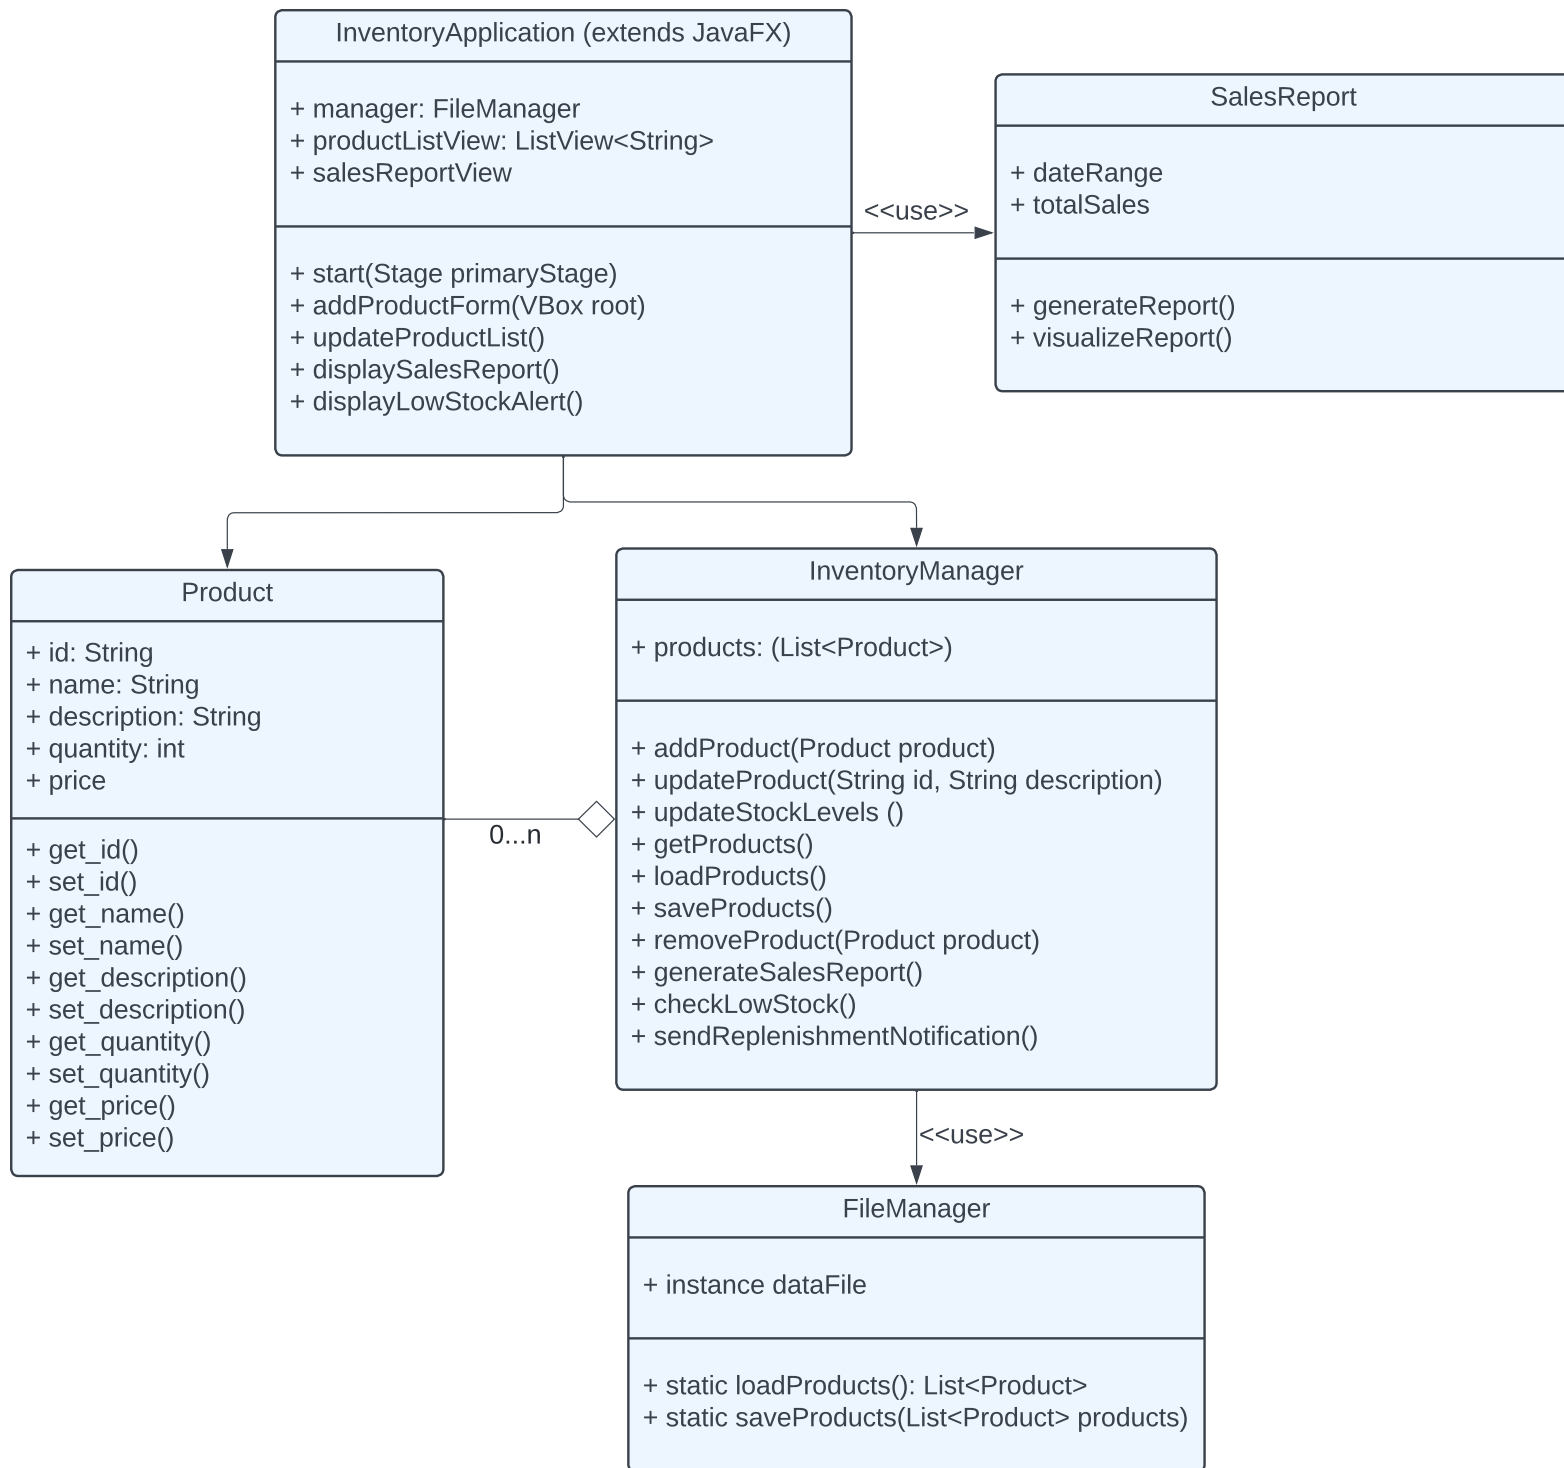 InventoryApplication (extends JavaFX)
+ manager: FileManager
+ productListView: ListView<String>
+ salesReportView
+ start(Stage primaryStage)
+ addProductForm(VBox root)
+ updateProductList()
+ displaySalesReport()
+ displayLowStockAlert()
<<use>>
SalesReport
+ dateRange
+ totalSales
+ generateReport()
+ visualizeReport()
Product
+ id: String
+ name: String
+ description: String
+ quantity: int
+ price
+ get_id()
+ set_id()
+ get_name()
+ set_name()
+ get_description()
+ set_description()
+ get_quantity()
+ set_quantity()
+ get_price()
+ set_price()
0...n
InventoryManager
+ products: (List<Product>)
+ addProduct(Product product)
+ updateProduct(String id, String description)
+ updateStockLevels ()
+ getProducts()
+ loadProducts()
+ saveProducts()
+ removeProduct(Product product)
+ generateSalesReport()
+ checkLowStock()
+ sendReplenishmentNotification()
<<use>>
FileManager
+ instance dataFile
+ static loadProducts(): List<Product>
+ static saveProducts(List<Product> products)